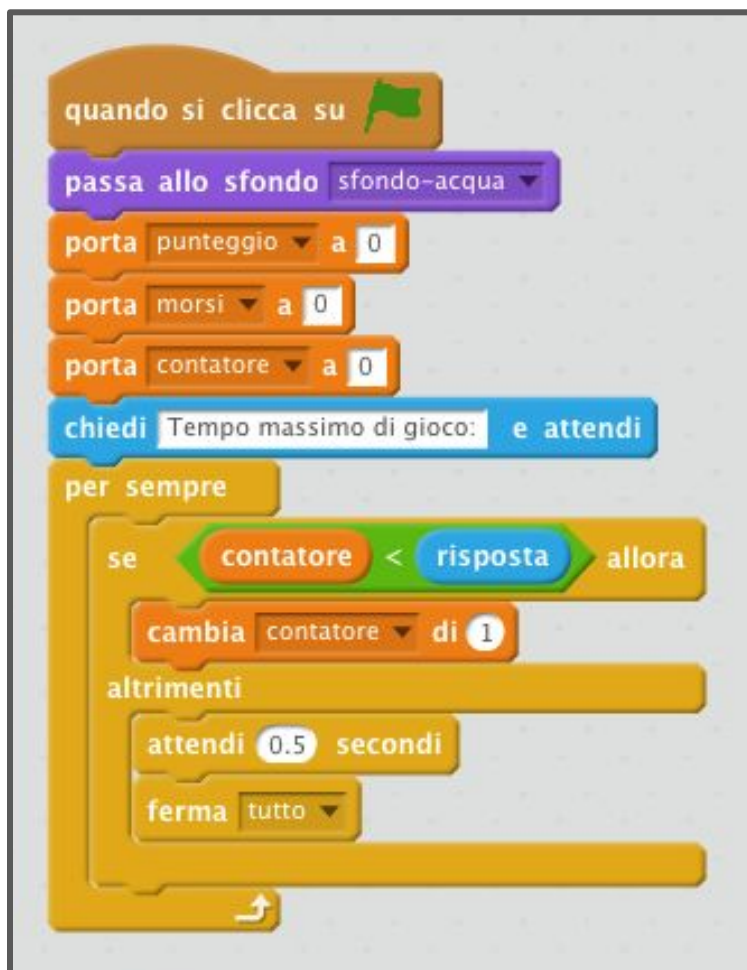 quando si clicca su
passa allo sfondo sfondo-acqua
porta punteggio a 0
porta morsi a 0
porta contatore a 0
chiedi Tempo massimo di gioco: e attendi
per sempre
se contatore < risposta allora
cambia contatore di 1
altrimenti
attendi 0.5 secondi
ferma tutto